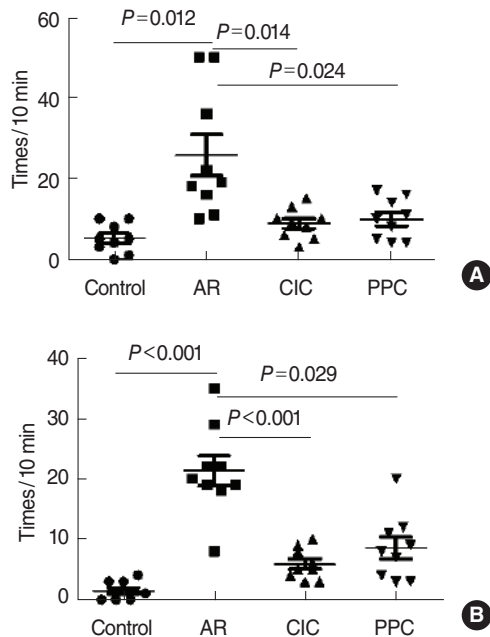 P=0.012
P=0.014
P=0.024
Times/10 min
60
40
20
0
Control AR CIC PPC
A
P<0.001
P=0.029
P<0.001
Times/10 min
40
30
20
10
0
Control AR CIC PPC
B